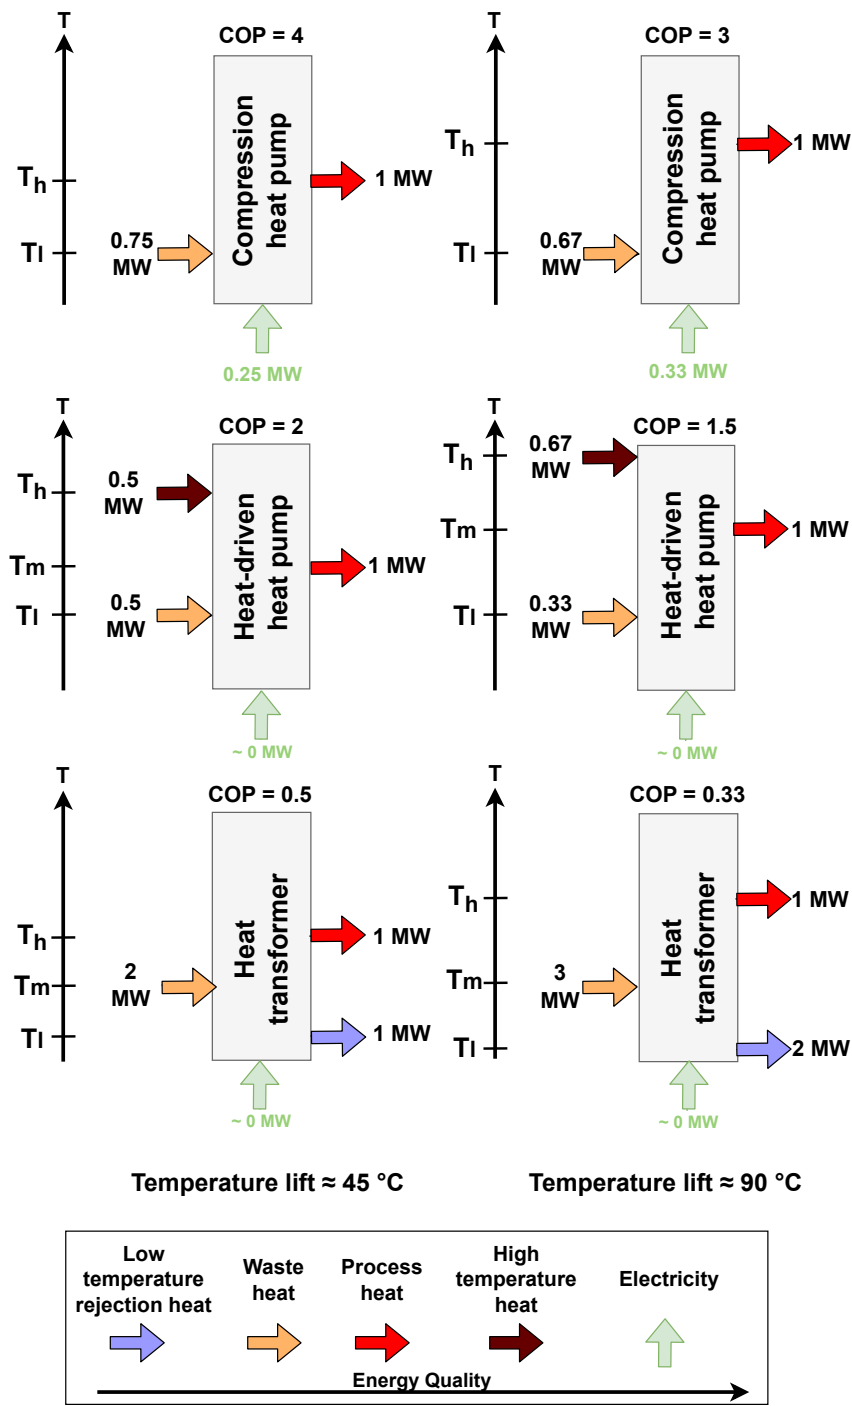 T
COP = 4
Compression
heat pump
Th
1 MW
Tl
0.75
MW
0.25 MW
T
COP = 3
Compression
heat pump
Th
1 MW
Tl
0.67
MW
0.33 MW
T
COP = 2
Heat-driven
heat pump
Th
0.5
MW
Tm
1 MW
Tl
0.5
MW
~ 0 MW
T
COP = 1.5
Heat-driven
heat pump
Th
0.67
MW
Tm
1 MW
Tl
0.33
MW
~ 0 MW
T
COP = 0.5
Heat
transformer
Th
1 MW
Tm
2
MW
Tl
1 MW
~ 0 MW
T
COP = 0.33
Heat
transformer
Th
1 MW
Tm
3
MW
Tl
2 MW
~ 0 MW
Temperature lift ≈ 45 °C
Temperature lift ≈ 90 °C
Low
temperature
rejection heat
Waste
heat
Process
heat
High
temperature
heat
Electricity
Energy Quality